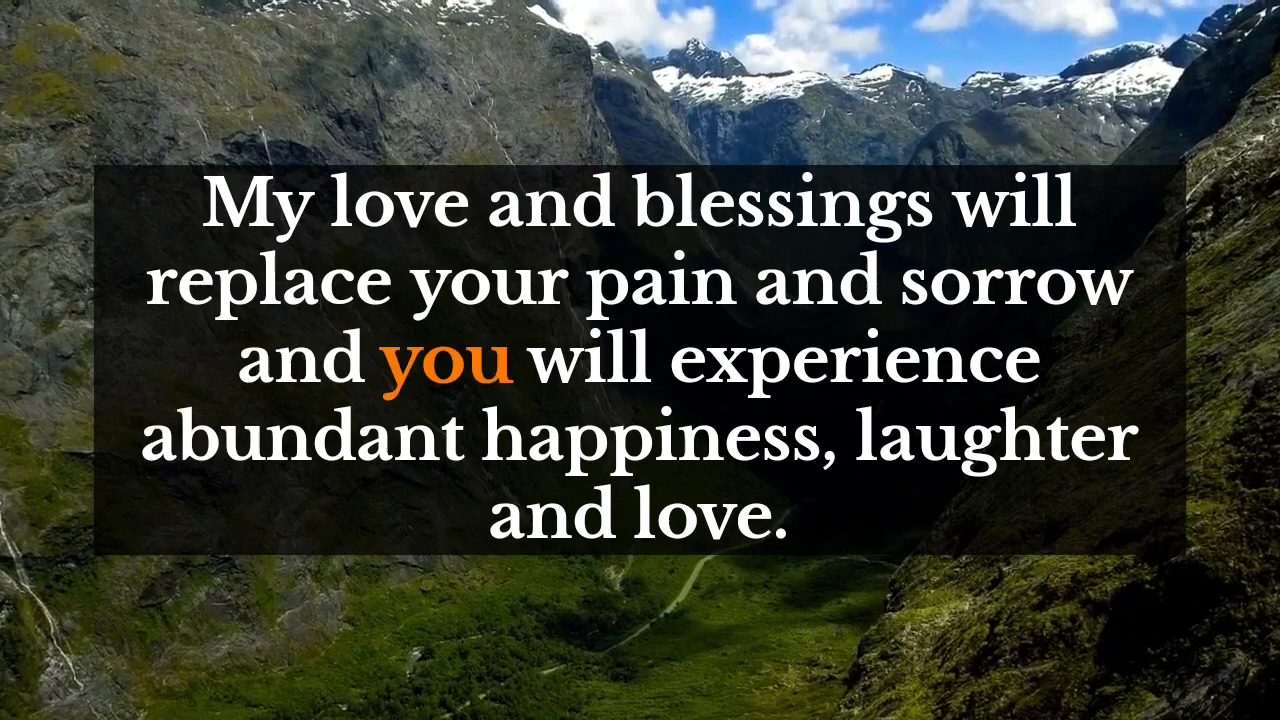 My love and blessings will
replace your pain and sorrow
and you will experience
abundant happiness, laughter
and love.